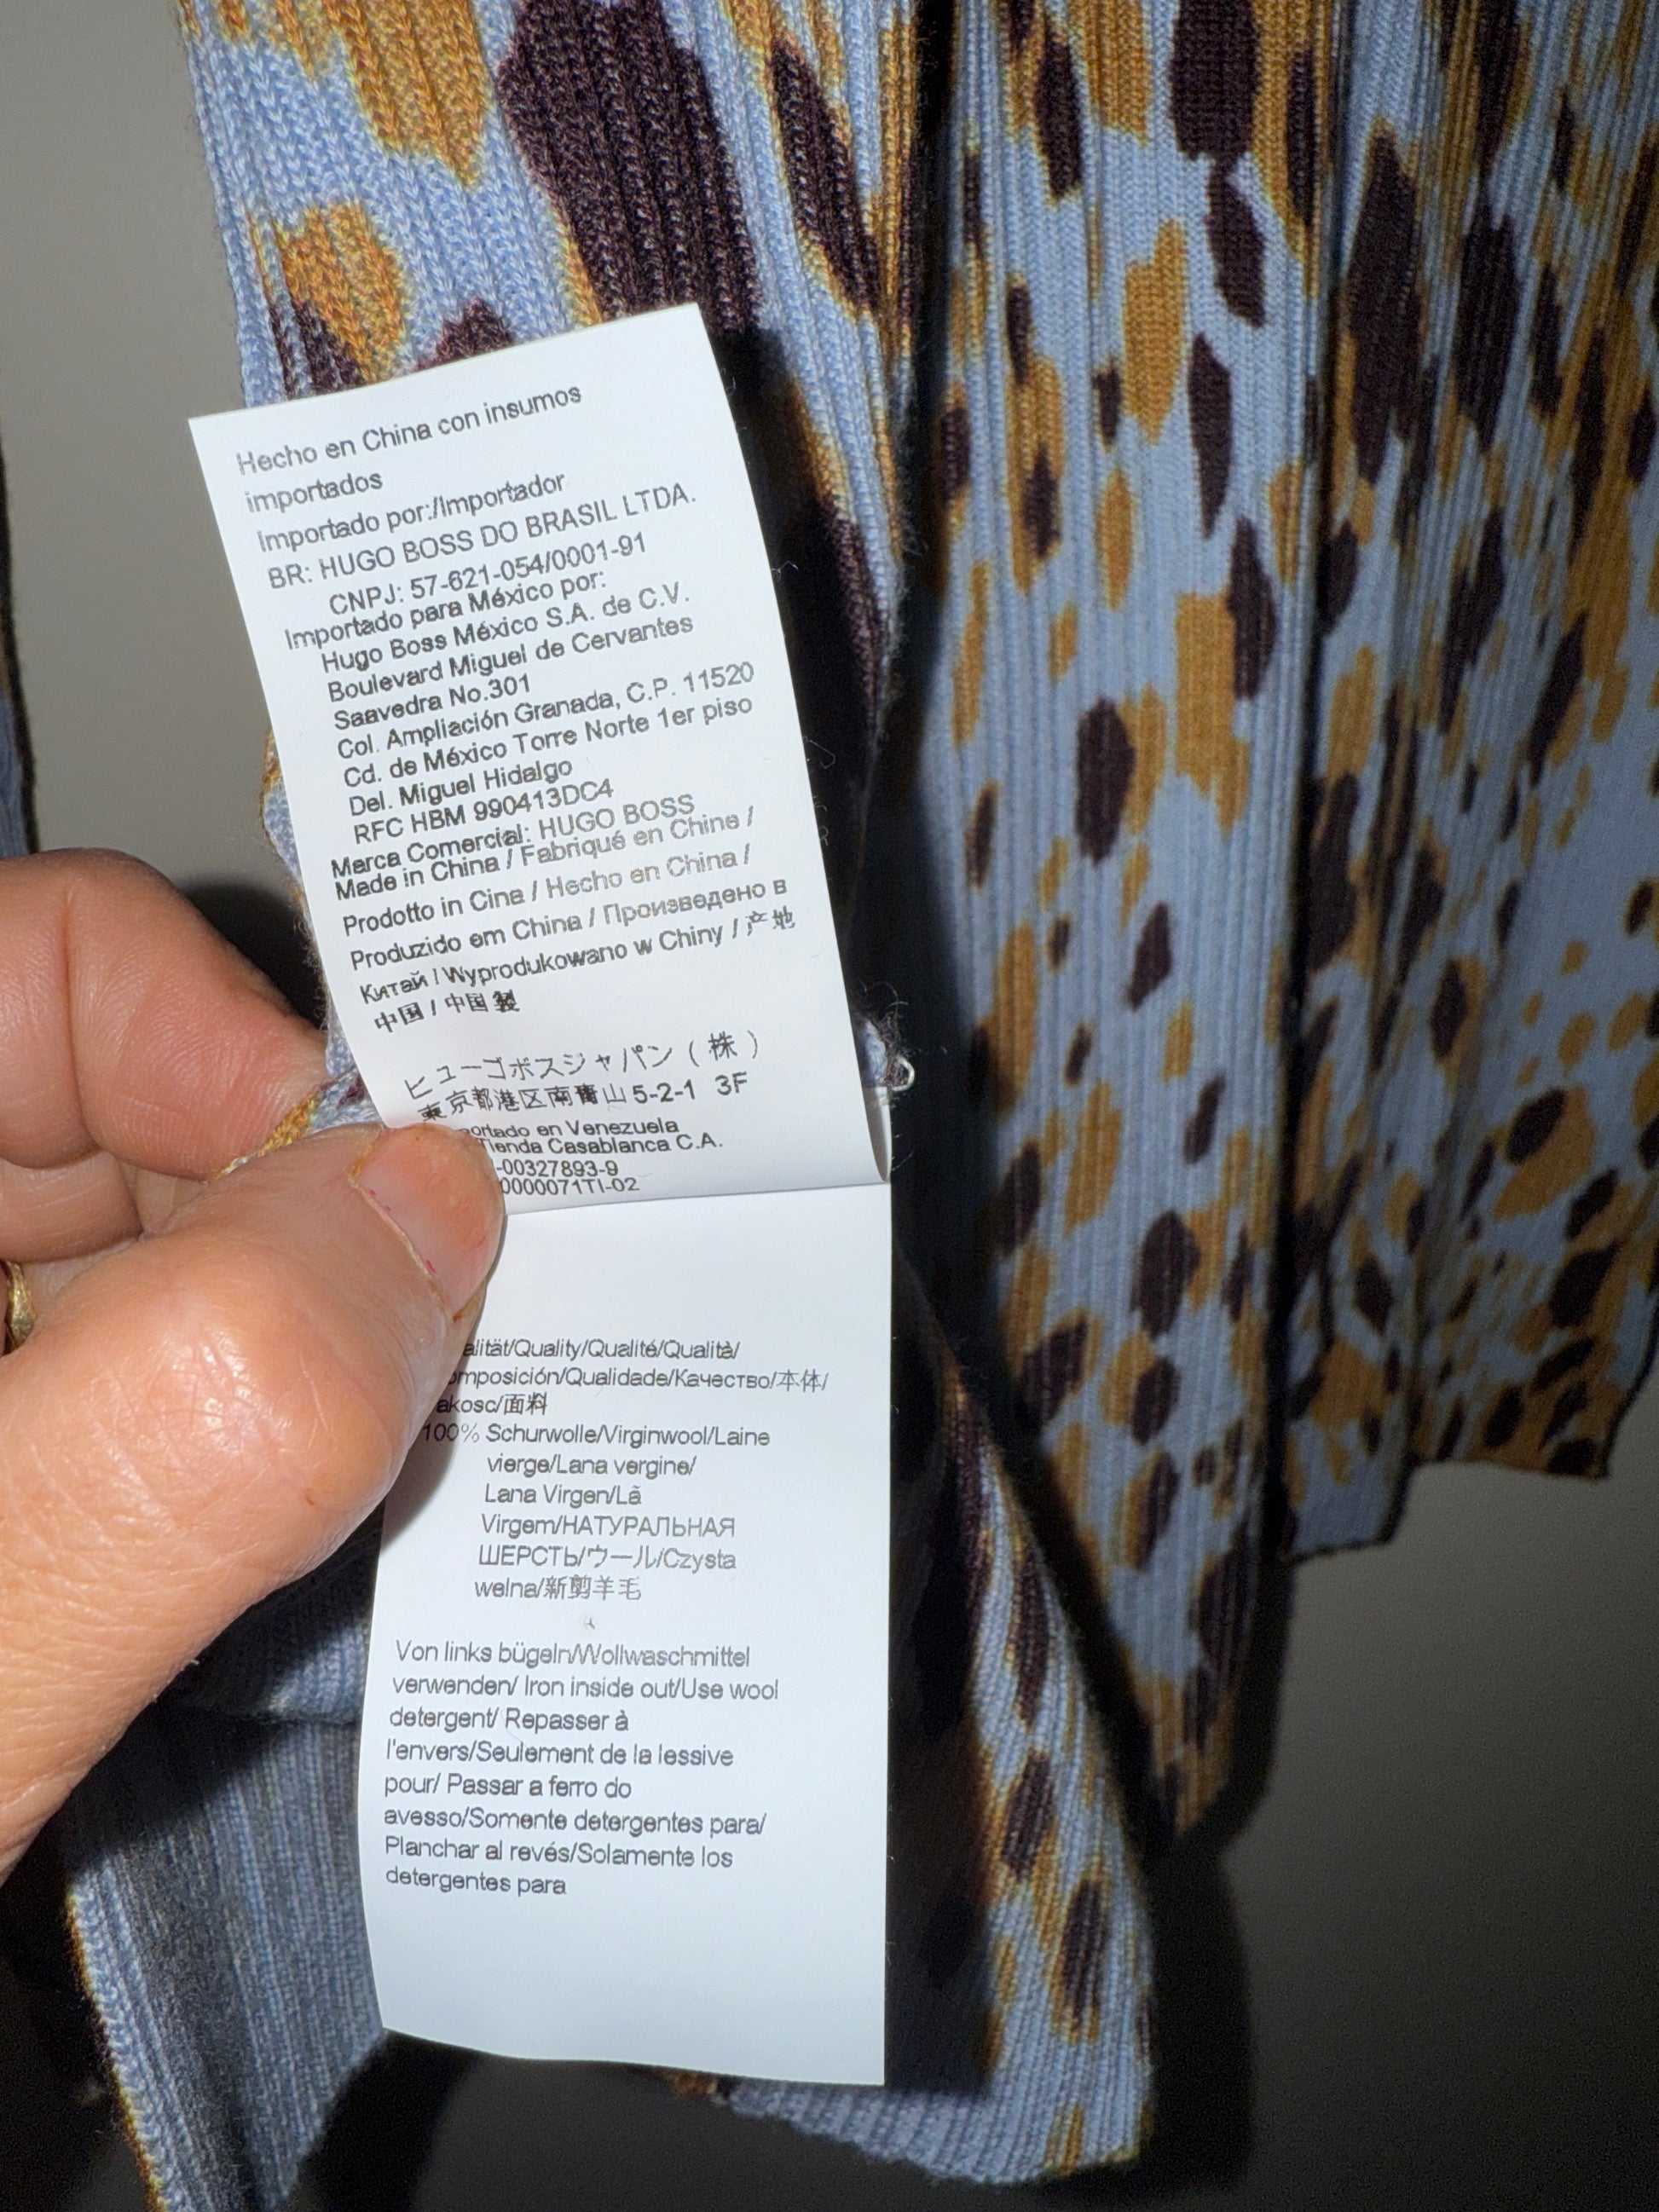 Hecho en China con insumos
importados
Importado por:/Importador
BR: HUGO BOSS DO BRASIL LTDA.
CNPJ: 57-621-054/0001-91
Importado para México por:
Hugo Boss México S.A. de C.V.
Boulevard Miguel de Cervantes
Saavedra No.301
Col. Ampliación Granada, C.P. 11520
Cd. de México Torre Norte 1er piso
Del. Miguel Hidalgo
RFC HBM 990413DC4
Marca Comercial: HUGO BOSS
Made in China / Fabriqué en Chine /
Prodotto in Cina / Hecho en China /
Produzido em China / Произведено в
Китай / Wyprodukowano w Chiny / 产地
中国 / 中国製
ヒューゴボスジャパン(株)
東京都港区南青山 5-2-1 3F
en Venezuela
Tienda Casablanca C.A.
-00327893-9
0000071TI-02
alität/Quality/Qualité/Qualità/
mposición/Qualidade/Качество/本体/
akosc/面料
100% Schurwolle/Virginwool/Laine
vierge/Lana vergine/
Lana Virgen/Lã
Virgem/НАТУРАЛЬНАЯ
ШЕРСТЬ/ウール/Czysta
welna/新剪羊毛
Von links bügeln/Wollwaschmittel
verwenden/ Iron inside out/Use wool
detergent/ Repasser à
l'envers/Seulement de la lessive
pour/ Passar a ferro do
avesso/Somente detergentes para/
Planchar al revés/Solamente los
detergentes para